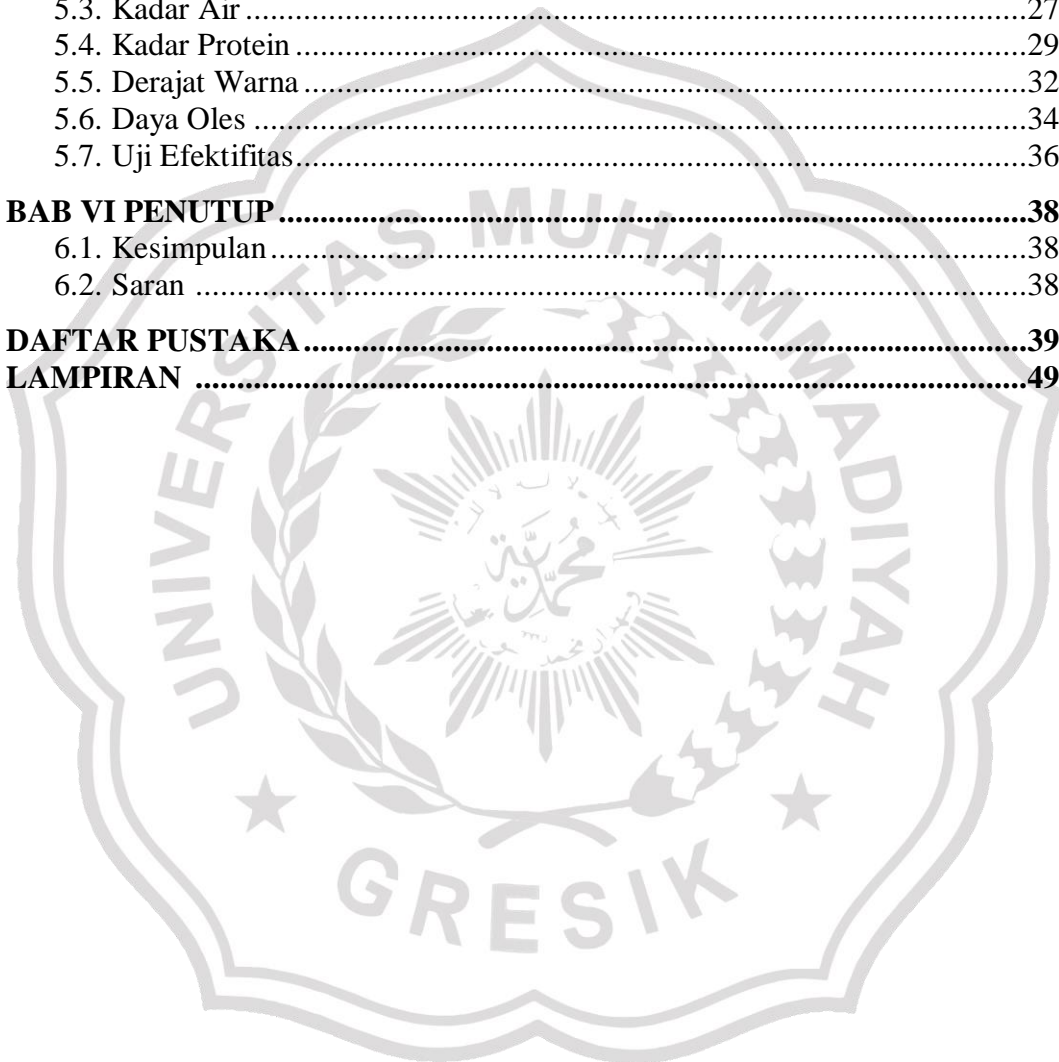 5.3. Kadar Air ........................................................................................................27
5.4. Kadar Protein ..................................................................................................29
5.5. Derajat Warna .................................................................................................32
5.6. Daya Oles .......................................................................................................34
5.7. Uji Efektifitas..................................................................................................36
BAB VI PENUTUP ...............................................................................................38
6.1. Kesimpulan .....................................................................................................38
6.2. Saran ..............................................................................................................38
DAFTAR PUSTAKA ............................................................................................39
LAMPIRAN ..........................................................................................................49
UNIVERSITAS MUHAMMADIYAH
GRESIK